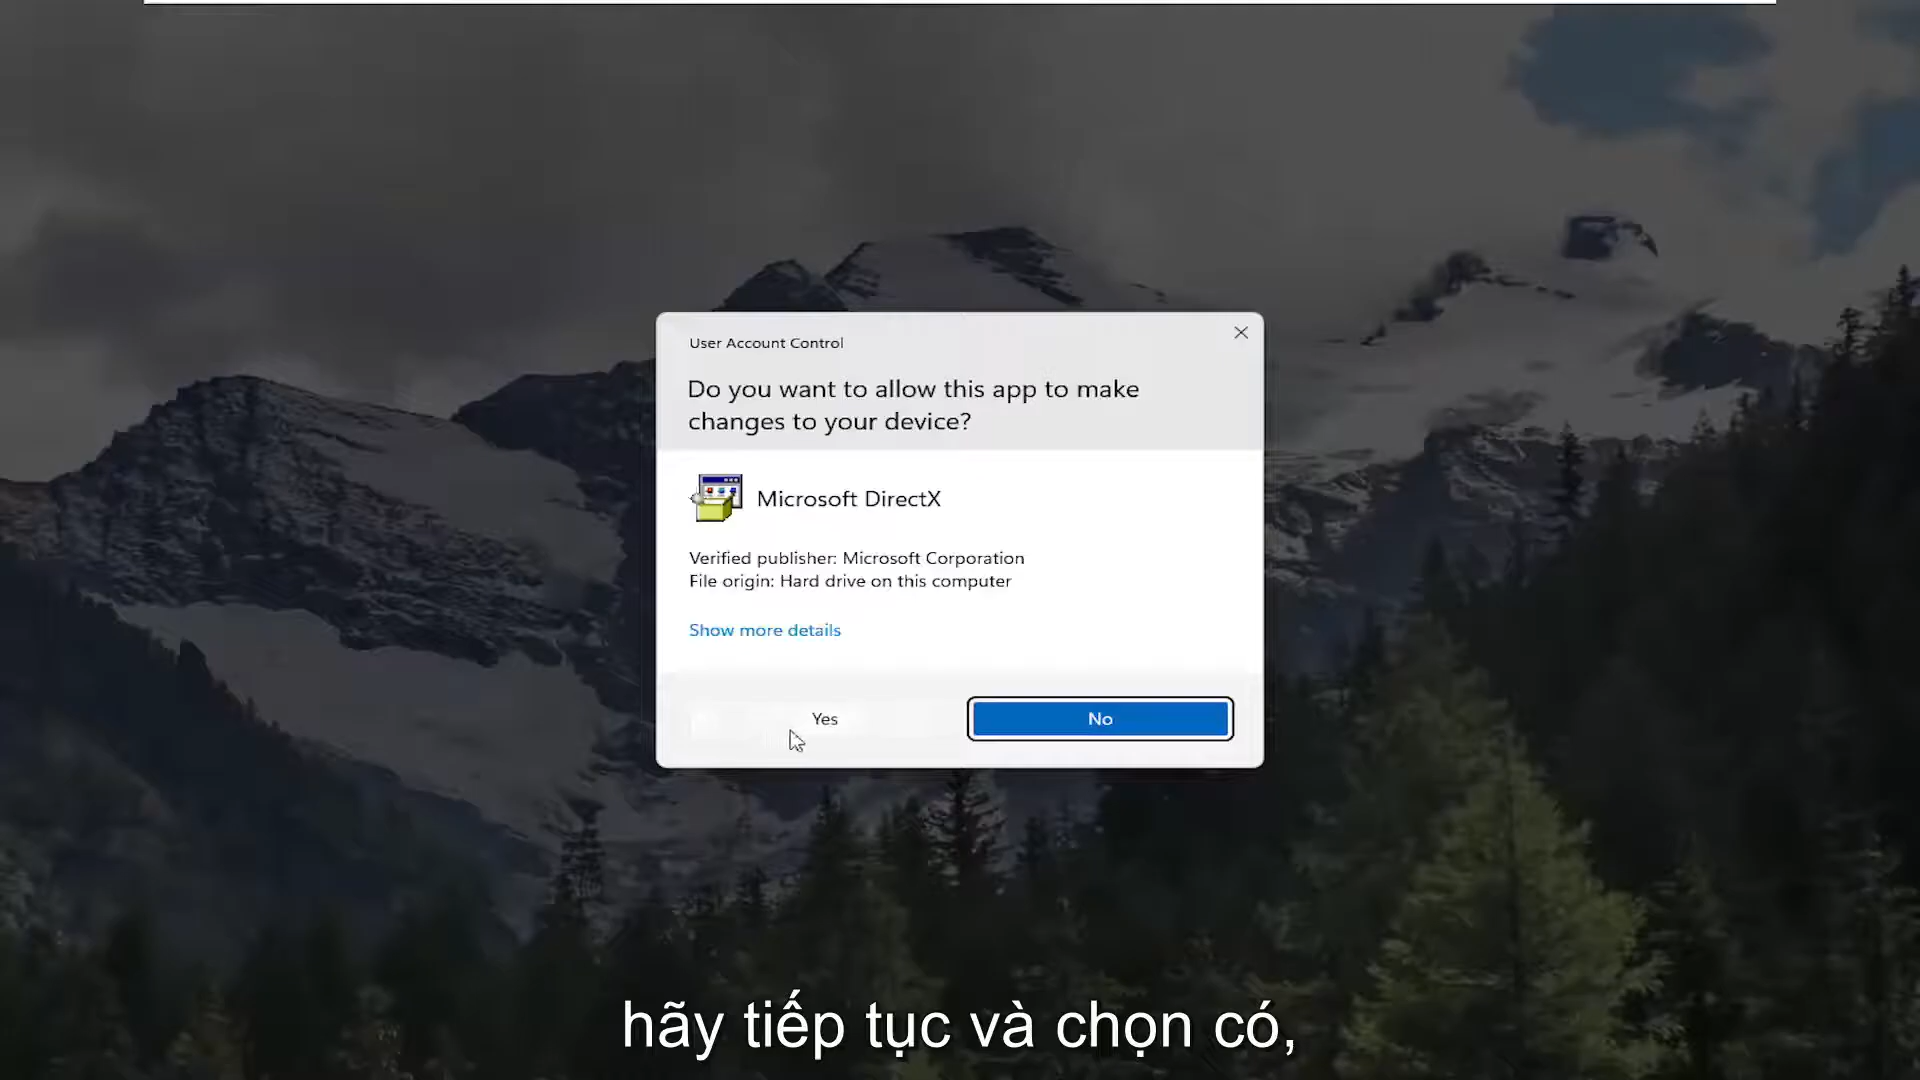 User Account Control
Do you want to allow this app to make
changes to your device?
Microsoft DirectX
Verified publisher: Microsoft Corporation
File origin: Hard drive on this computer
Show more details
Yes
No
hãy tiếp tục và chọn có,